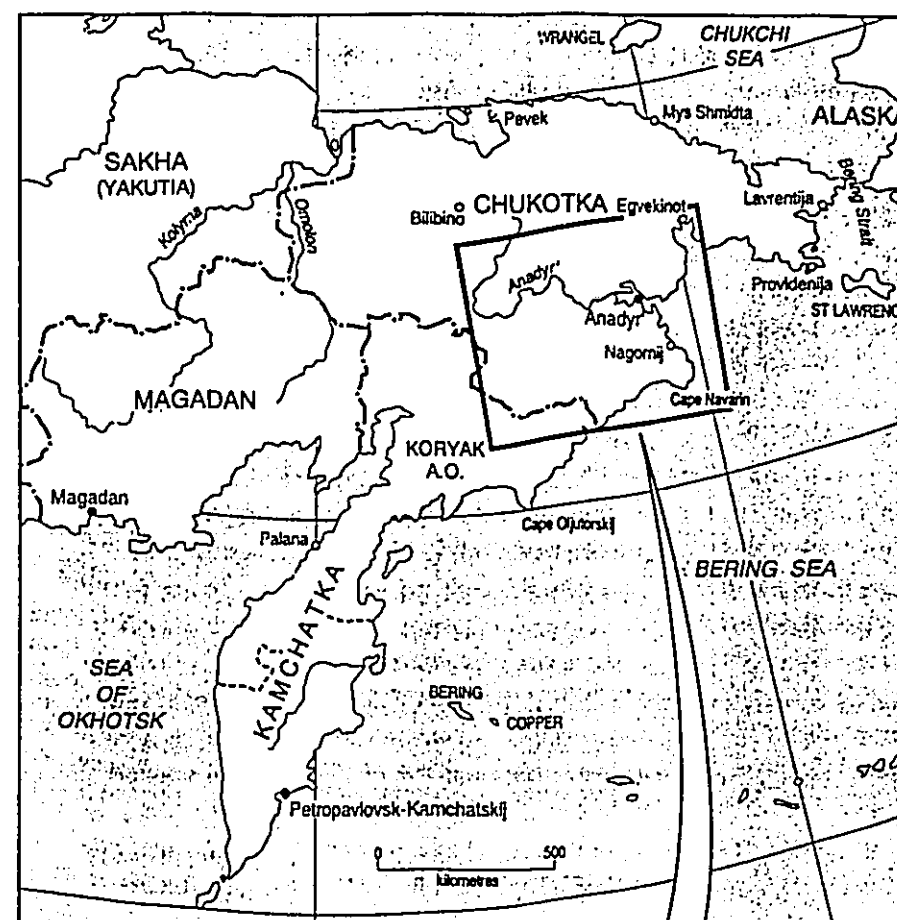 WRANGEL
CHUKCHI
SEA
Pevek
Mys Shmidta
ALASKA
SAKHA
(YAKUTIA)
Kolyma
Omolon
Bilibino
CHUKOTKA
Egvekinot
Lavrentija
Bering Strait
Anadyr'
Anadyr'
Providenija
ST LAWRENC
Nagornij
MAGADAN
Cape Navarin
KORYAK
A.O.
Magadan
Palana
Cape Oljutorskij
BERING SEA
KAMCHATKA
SEA
OF
OKHOTSK
BERING
COPPER
Petropavlovsk-Kamchatskij
0 500
kilometres